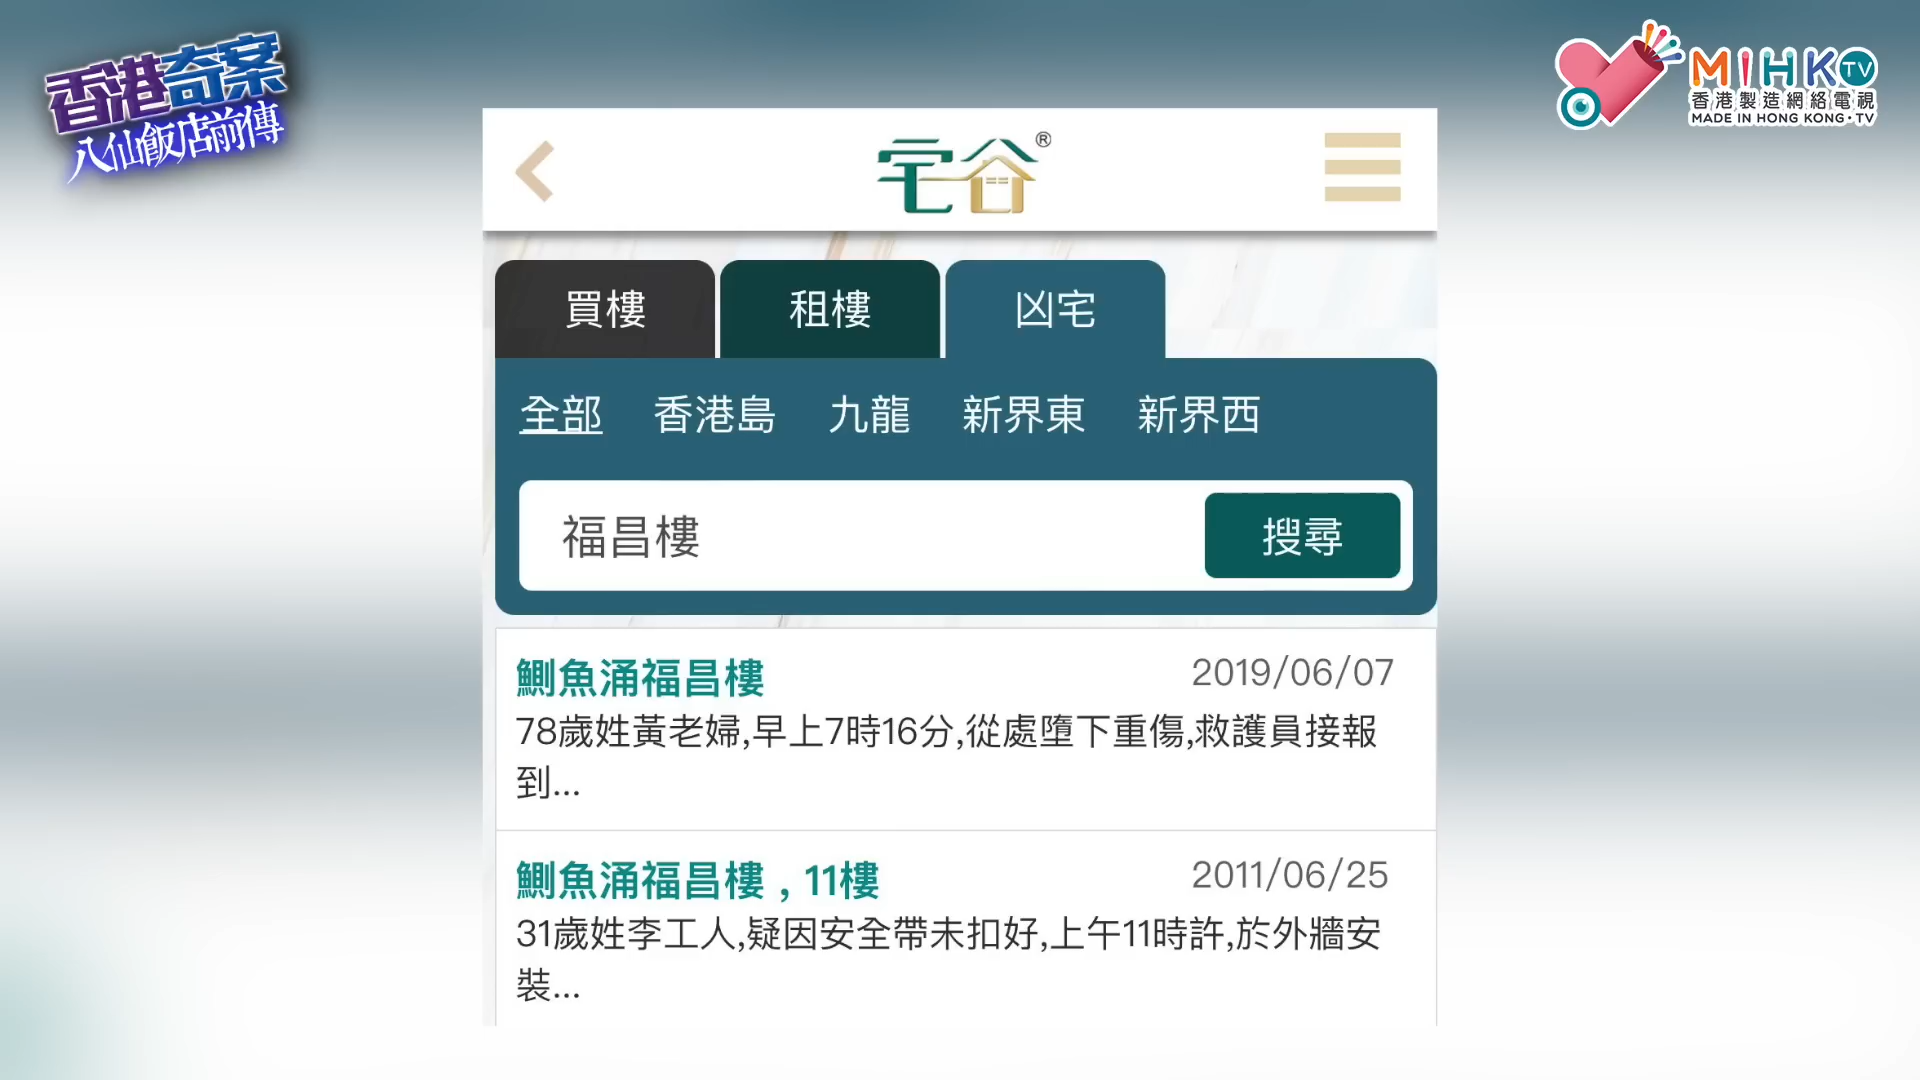 香港奇案
八仙飯店前傳
MIHK TV
香港製造網絡電視
MADE IN HONG KONG • TV
宅谷®
買樓 租樓 凶宅
全部 香港島 九龍 新界東 新界西
福昌樓 搜尋
鰂魚涌福昌樓 2019/06/07
78歲姓黃老婦,早上7時16分,從處墮下重傷,救護員接報
到...
鰂魚涌福昌樓 , 11樓 2011/06/25
31歲姓李工人,疑因安全帶未扣好,上午11時許,於外牆安
裝...